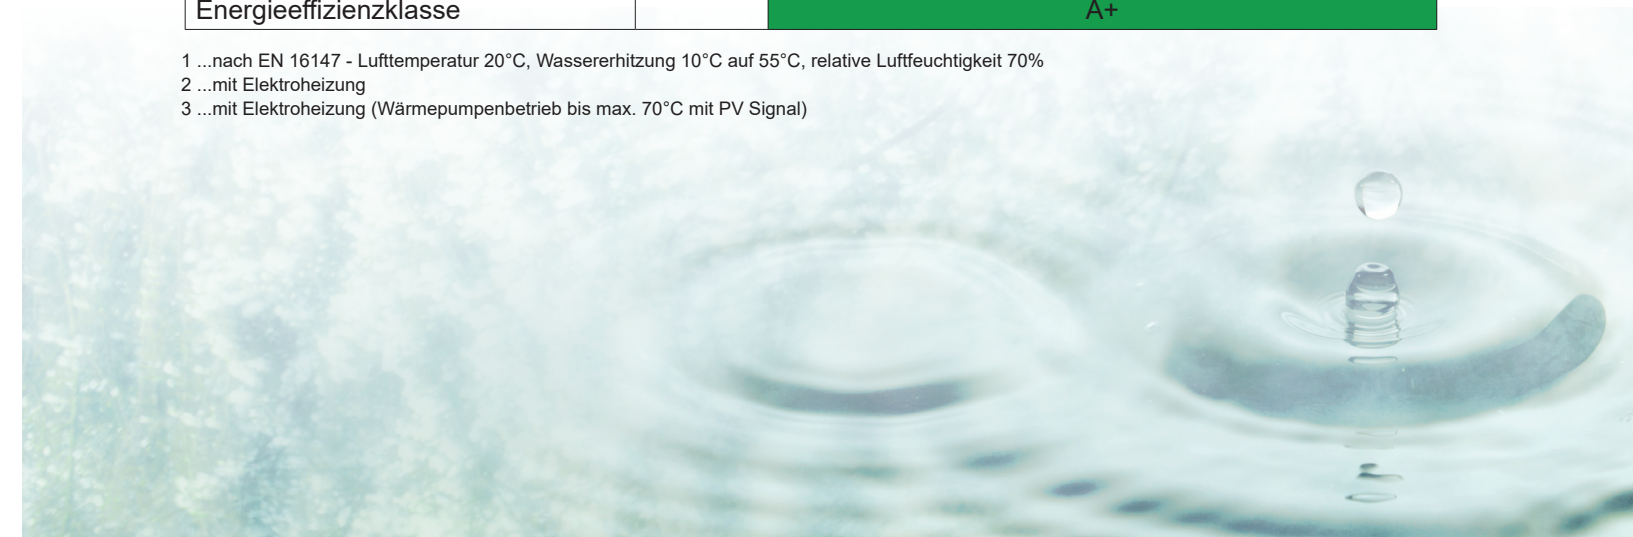 Energieeffizienzklasse A+
1 ...nach EN 16147 - Lufttemperatur 20°C, Wassererhitzung 10°C auf 55°C, relative Luftfeuchtigkeit 70%
2 ...mit Elektroheizung
3 ...mit Elektroheizung (Wärmepumpenbetrieb bis max. 70°C mit PV Signal)